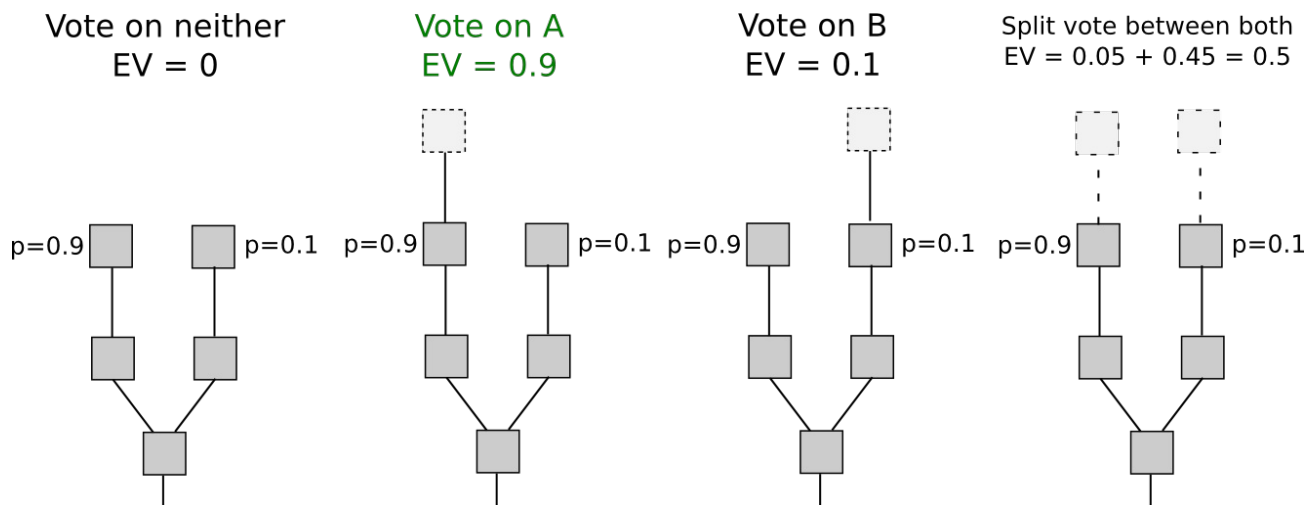 Vote on neither
EV = 0
Vote on A
EV = 0.9
Vote on B
EV = 0.1
Split vote between both
EV = 0.05 + 0.45 = 0.5
p=0.9
p=0.1
p=0.9
p=0.1
p=0.9
p=0.1
p=0.9
p=0.1